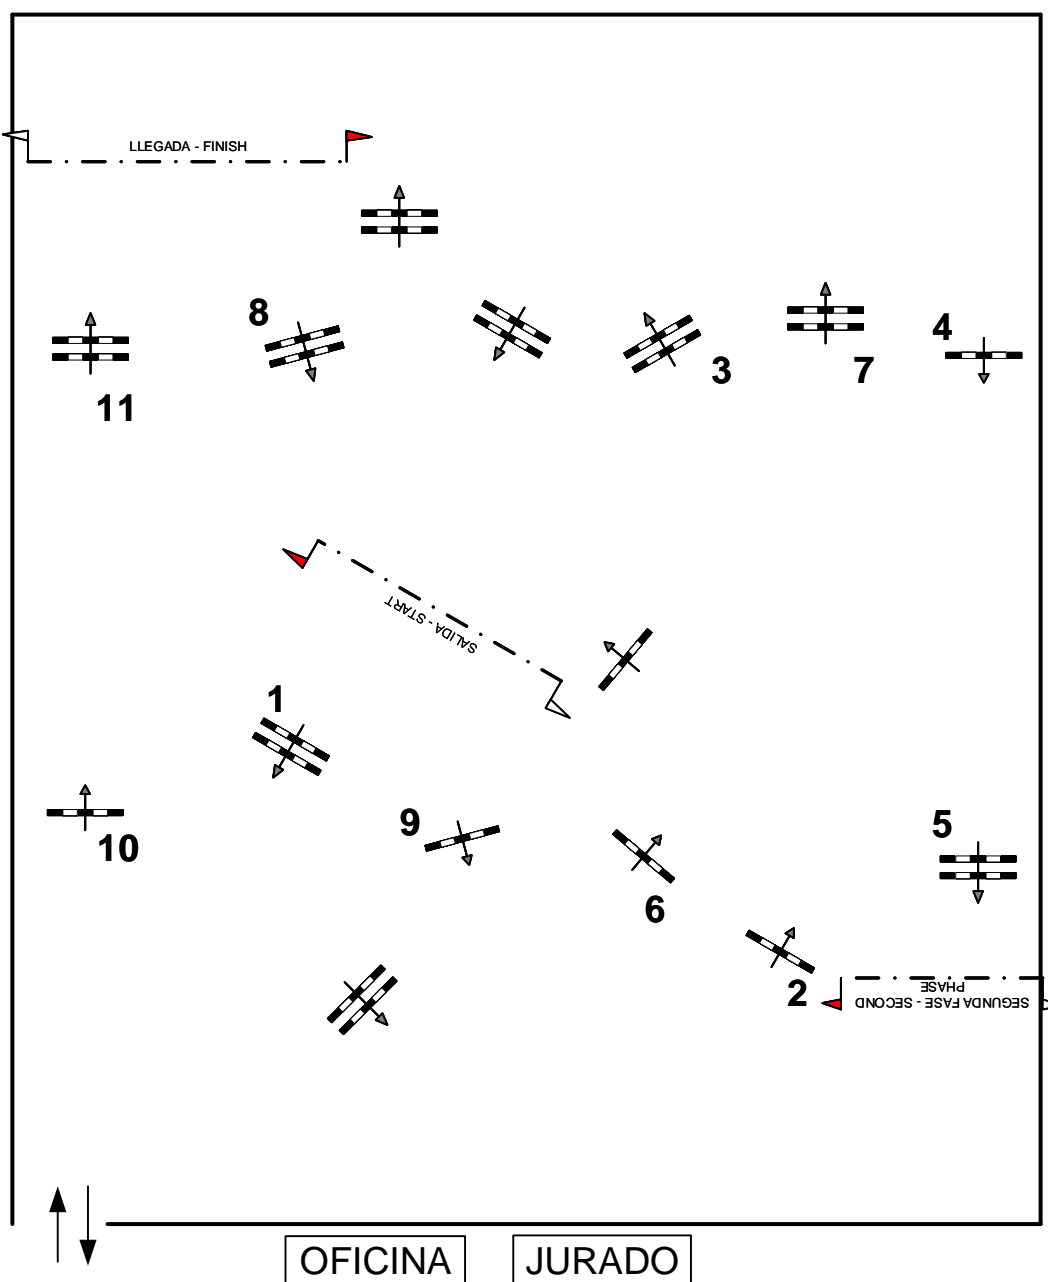 LLEGADA - FINISH
8
4
3
7
11
SALIDA - START
1
9
5
10
6
2
SEGUNDA FASE - SECOND
PHASE
OFICINA
JURADO